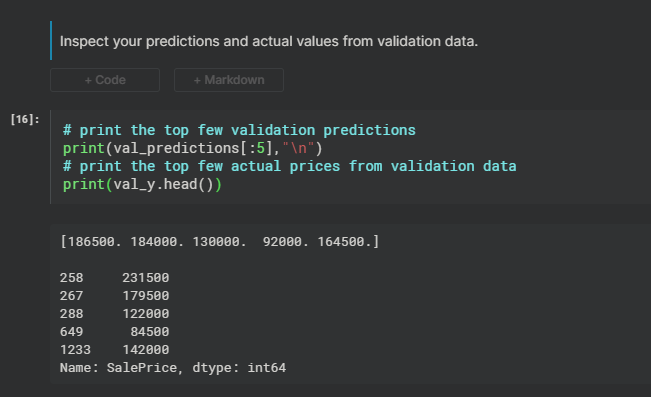 Inspect your predictions and actual values from validation data.
+ Code + Markdown
[16]:
# print the top few validation predictions
print(val_predictions[:5],"\n")
# print the top few actual prices from validation data
print(val_y.head())
[186500. 184000. 130000.  92000. 164500.]
258     231500
267     179500
288     122000
649      84500
1233    142000
Name: SalePrice, dtype: int64